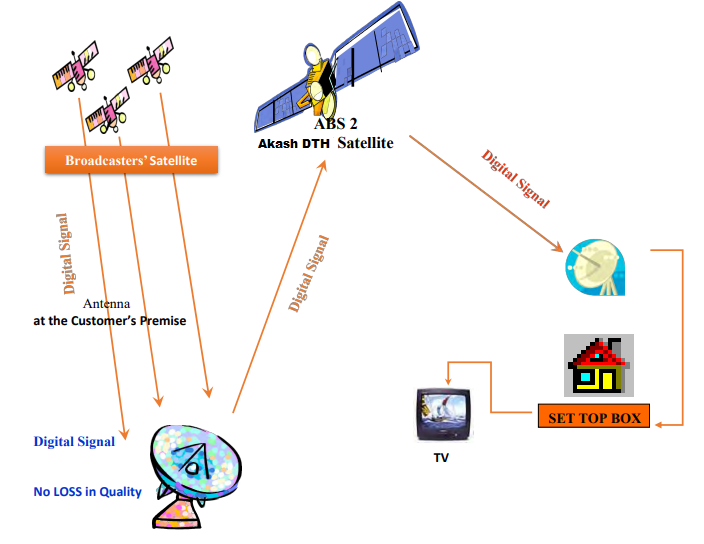 ABS 2
Akash DTH Satellite
Broadcasters' Satellite
Digital Signal
Digital Signal
Digital Signal
Antenna
at the Customer's Premise
SET TOP BOX
TV
Digital Signal
No LOSS in Quality